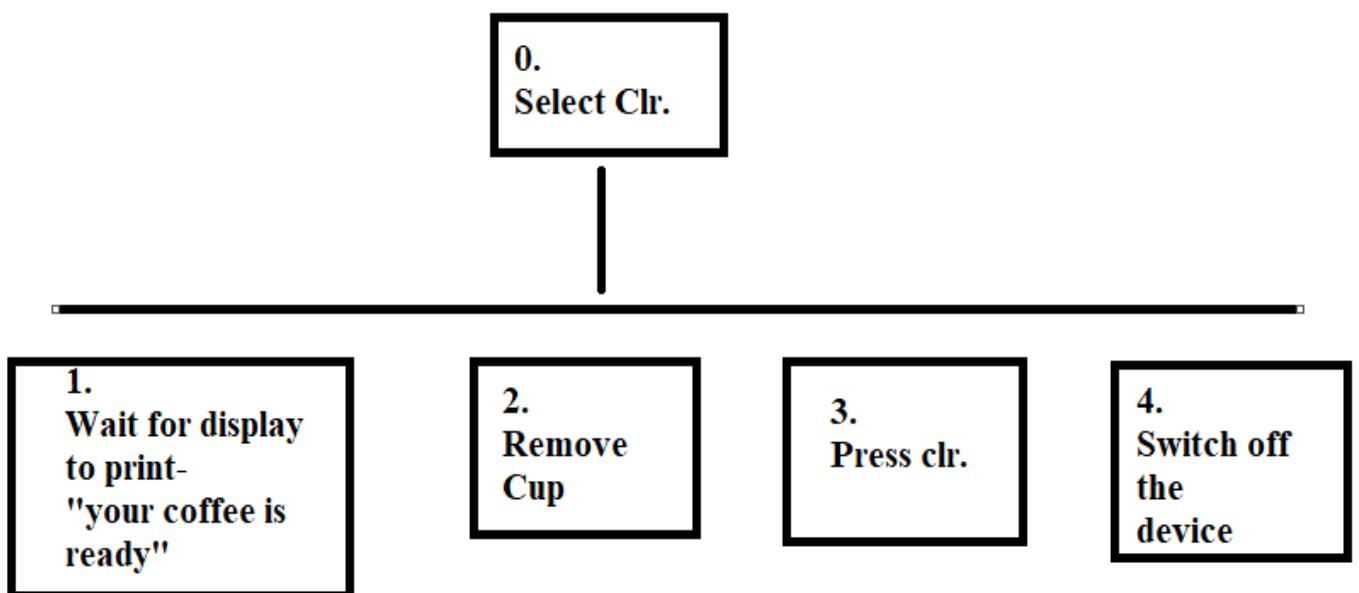 0.
Select Clr.
1.
Wait for display
to print-
"your coffee is
ready"
2.
Remove
Cup
3.
Press clr.
4.
Switch off
the
device